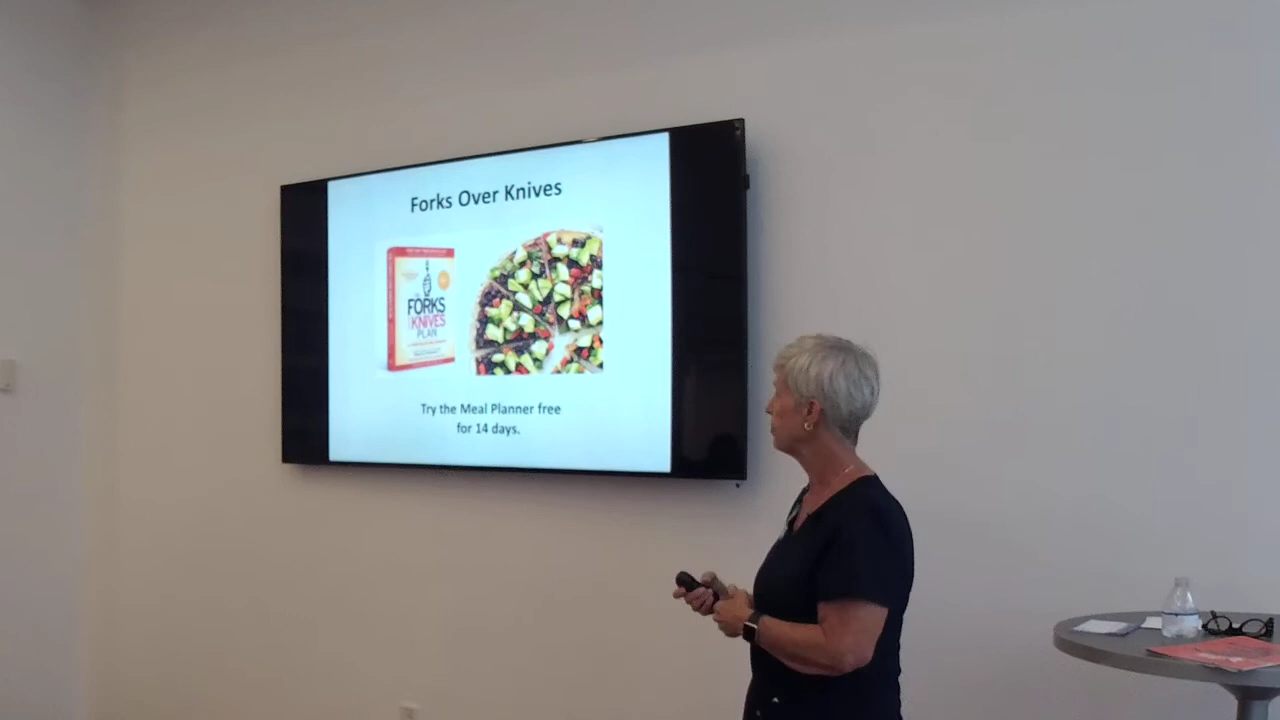 Forks Over Knives
FORKS
KNIVES
PLAN
Try the Meal Planner free
for 14 days.